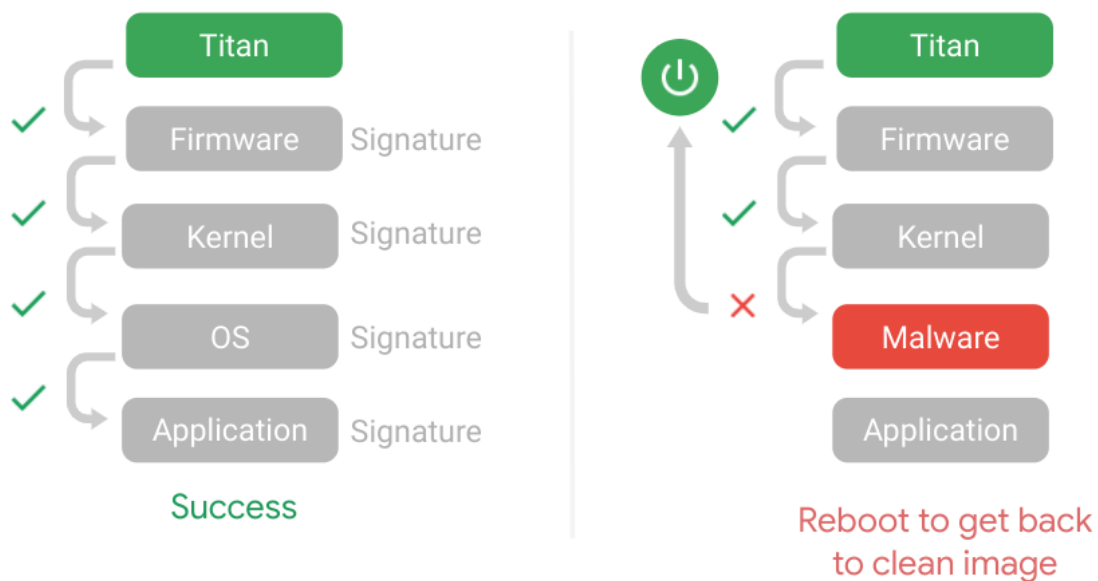 Titan
Firmware Signature
Kernel Signature
OS Signature
Application Signature
Success
Titan
Firmware
Kernel
Malware
Application
Reboot to get back
to clean image